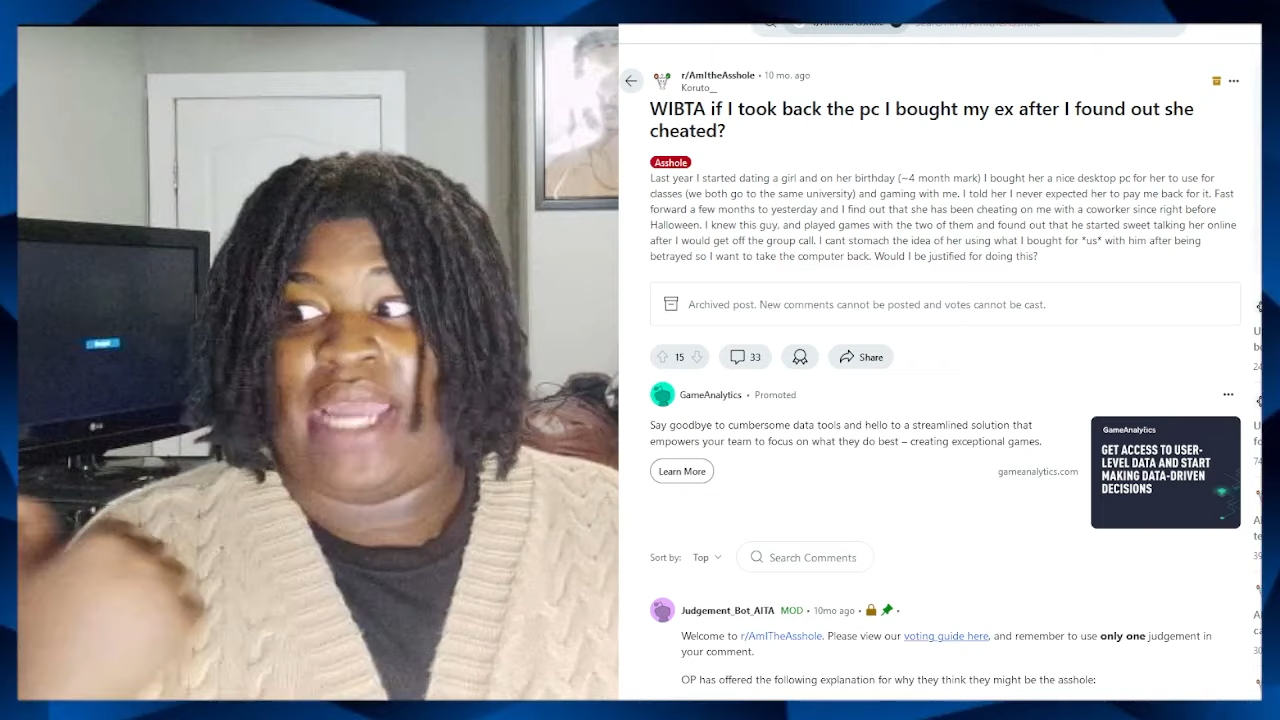 r/AmItheAsshole • 10 mo. ago
Koruto__
WIBTA if I took back the pc I bought my ex after I found out she
cheated?
Asshole
Last year I started dating a girl and on her birthday (~4 month mark) I bought her a nice desktop pc for her to use for
classes (we both go to the same university) and gaming with me. I told her I never expected her to pay me back for it. Fast
forward a few months to yesterday and I find out that she has been cheating on me with a coworker since right before
Halloween. I knew this guy, and played games with the two of them and found out that he started sweet talking her online
after I would get off the group call. I cant stomach the idea of her using what I bought for *us* with him after being
betrayed so I want to take the computer back. Would I be justified for doing this?
Archived post. New comments cannot be posted and votes cannot be cast.
15
33
Share
GameAnalytics • Promoted
Say goodbye to cumbersome data tools and hello to a streamlined solution that
empowers your team to focus on what they do best – creating exceptional games.
Learn More
gameanalytics.com
GameAnalytics
GET ACCESS TO USER-
LEVEL DATA AND START
MAKING DATA-DRIVEN
DECISIONS
Sort by: Top
Search Comments
Judgement_Bot_AITA MOD • 10mo ago •
Welcome to r/AmITheAsshole. Please view our voting guide here, and remember to use only one judgement in
your comment.
OP has offered the following explanation for why they think they might be the asshole:
LG